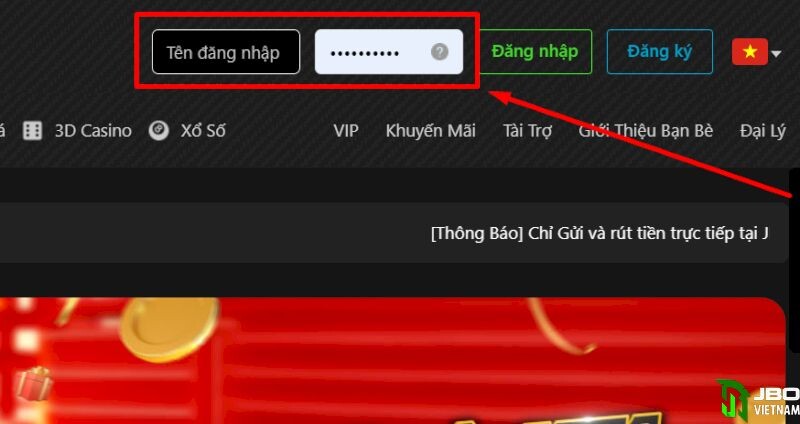 Tên đăng nhập
••••••••••
?
Đăng nhập
Đăng ký
á
3D Casino
Xổ Số
VIP
Khuyến Mãi
Tài Trợ
Giới Thiệu Bạn Bè
Đại Lý
[Thông Báo] Chỉ Gửi và rút tiền trực tiếp tại J
JBO
VIETNAM